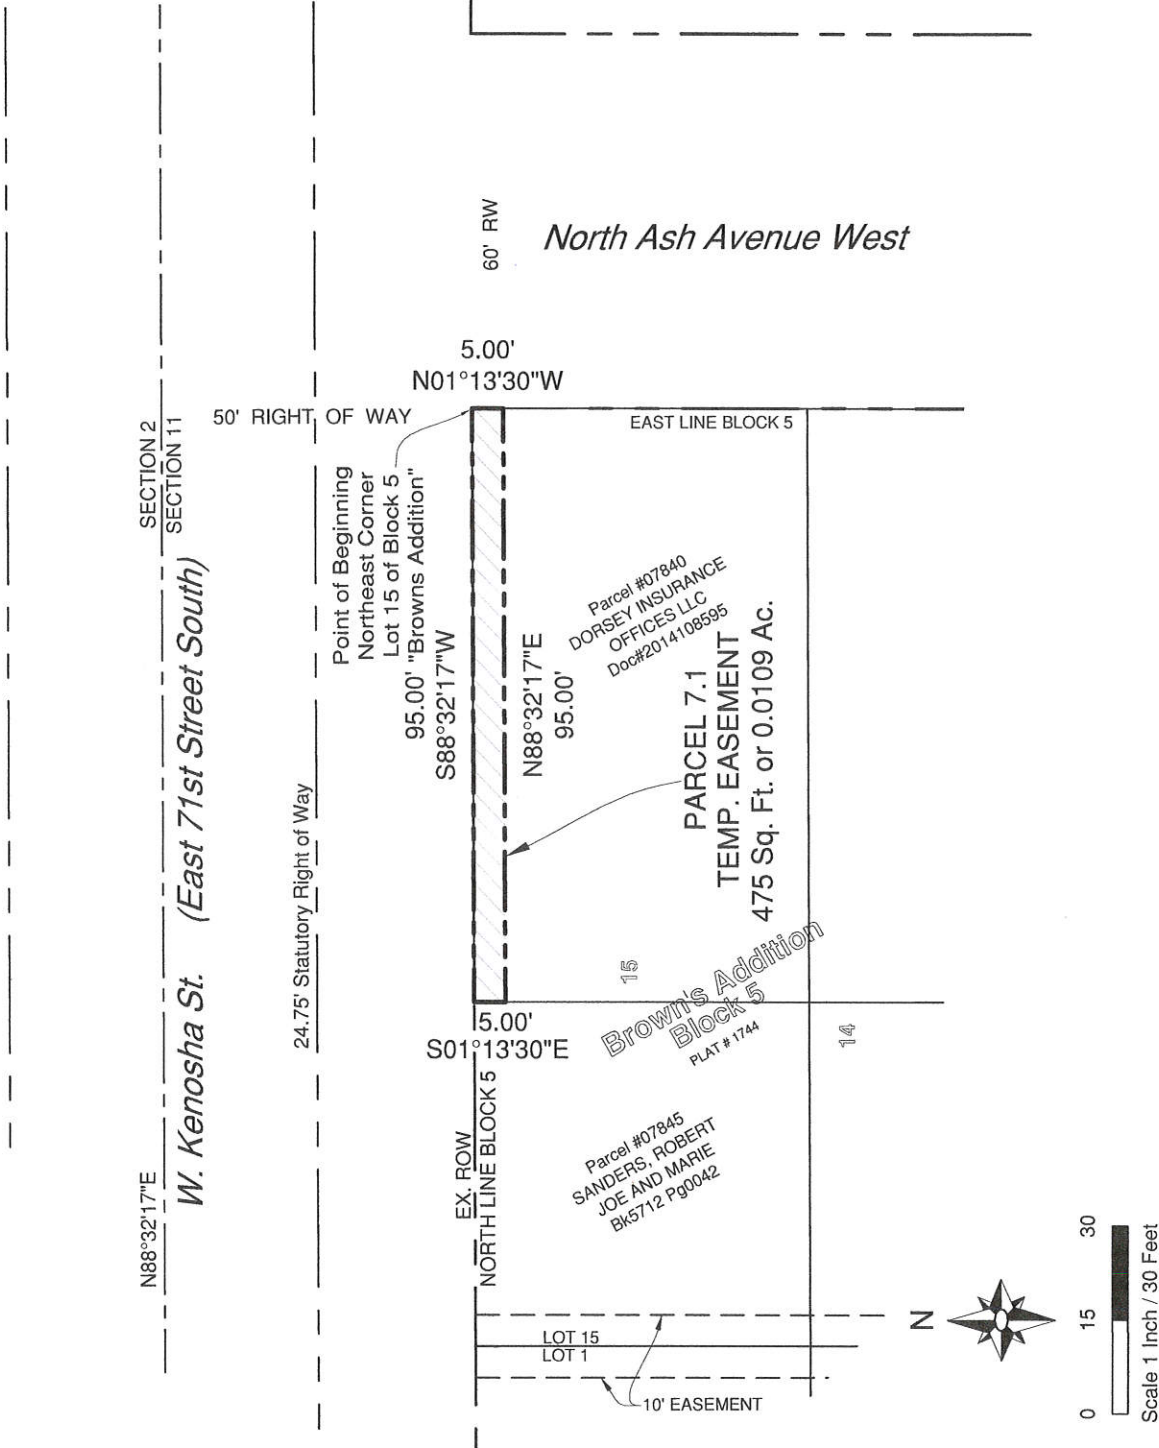 60' RW
North Ash Avenue West
5.00'
N01°13'30"W
50' RIGHT OF WAY
EAST LINE BLOCK 5
SECTION 2
SECTION 11
Point of Beginning
Northeast Corner
Lot 15 of Block 5
"Browns Addition"
95.00'
S88°32'17"W
N88°32'17"E
95.00'
Parcel #07840
DORSEY INSURANCE
OFFICES LLC
Doc#2014108595
PARCEL 7.1
TEMP. EASEMENT
475 Sq. Ft. or 0.0109 Ac.
W. Kenosha St. (East 71st Street South)
24.75' Statutory Right of Way
15
Brown's Addition
Block 5
PLAT # 1744
14
5.00'
S01°13'30"E
N88°32'17"E
EX. ROW
NORTH LINE BLOCK 5
Parcel #07845
SANDERS, ROBERT
JOE AND MARIE
Bk5712 Pg0042
LOT 15
LOT 1
10' EASEMENT
N
0 15 30
Scale 1 Inch / 30 Feet